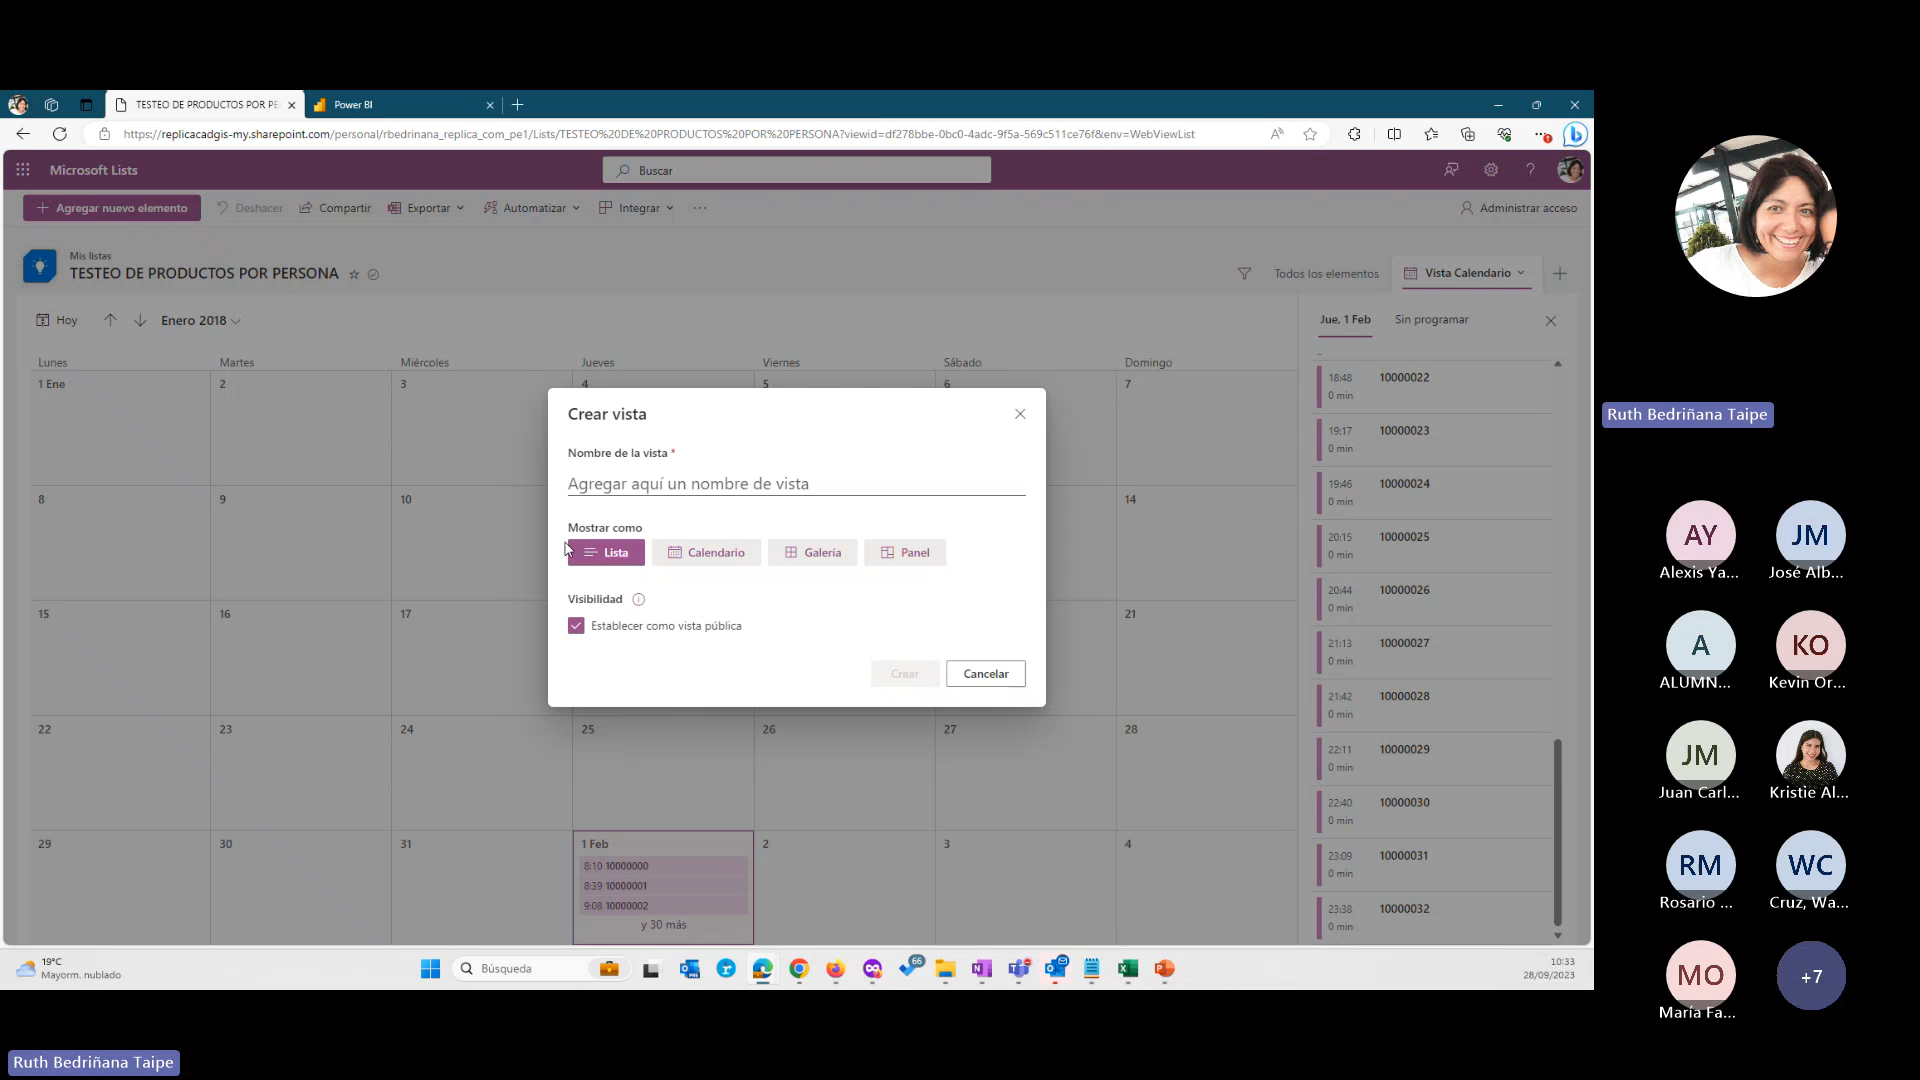 TESTEO DE PRODUCTOS POR PE
Power BI
https://replicacadgis-my.sharepoint.com/personal/rbedrinana_replica_com_pe1/Lists/TESTEO%20DE%20PRODUCTOS%20POR%20PERSONA?viewid=df278bbe-0bc0-4adc-9f5a-569c511ce76f&env=WebViewList
Microsoft Lists
Buscar
Agregar nuevo elemento
Deshacer
Compartir
Exportar
Automatizar
Integrar
Administrar acceso
Mis listas
TESTEO DE PRODUCTOS POR PERSONA
Todos los elementos
Vista Calendario
Hoy
Enero 2018
Jue, 1 Feb
Sin programar
Lunes
Martes
Miércoles
Jueves
Viernes
Sábado
Domingo
1 Ene
2
3
4
5
6
7
8
9
10
14
15
16
17
21
22
23
24
25
26
27
28
29
30
31
1 Feb
8:10 10000000
8:39 10000001
9:08 10000002
y 30 más
2
3
4
Crear vista
Nombre de la vista *
Agregar aquí un nombre de vista
Mostrar como
Lista
Calendario
Galería
Panel
Visibilidad
Establecer como vista pública
Crear
Cancelar
18:48 10000022
0 min
19:17 10000023
0 min
19:46 10000024
0 min
20:15 10000025
0 min
20:44 10000026
0 min
21:13 10000027
0 min
21:42 10000028
0 min
22:11 10000029
0 min
22:40 10000030
0 min
23:09 10000031
0 min
23:38 10000032
0 min
19°C
Mayorm. nublado
Búsqueda
PRE
66
10:33
28/09/2023
Ruth Bedriñana Taipe
AY
Alexis Ya...
JM
José Alb...
A
ALUMN...
KO
Kevin Or...
JM
Juan Carl...
Kristie Al...
RM
Rosario ...
WC
Cruz, Wa...
MO
María Fa...
+7
Ruth Bedriñana Taipe